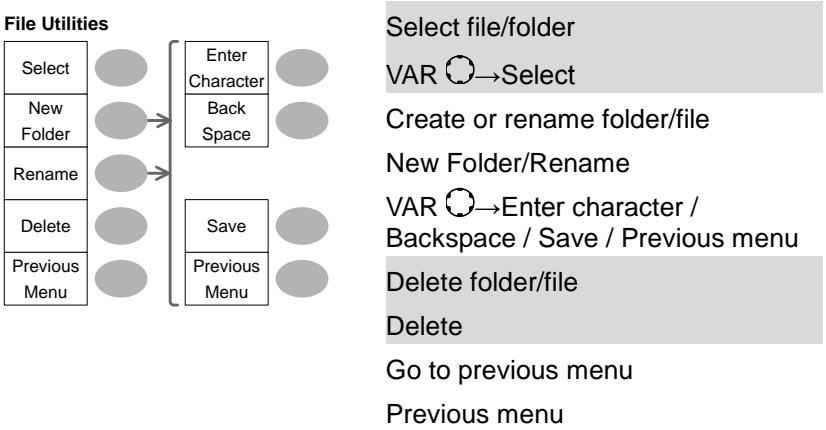 File Utilities
Select
New
Folder
Rename
Delete
Previous
Menu
Enter
Character
Back
Space
Save
Previous
Menu
Select file/folder
VAR →Select
Create or rename folder/file
New Folder/Rename
VAR →Enter character /
Backspace / Save / Previous menu
Delete folder/file
Delete
Go to previous menu
Previous menu